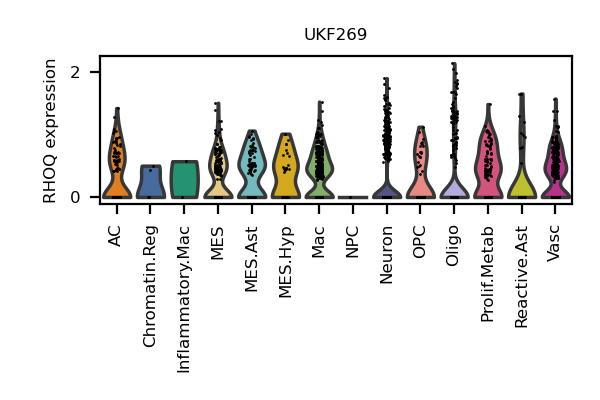 UKF269
RHOQ expression
2
0
AC
Chromatin.Reg
Inflammatory.Mac
MES
MES.Ast
MES.Hyp
Mac
NPC
Neuron
OPC
Oligo
Prolif.Metab
Reactive.Ast
Vasc